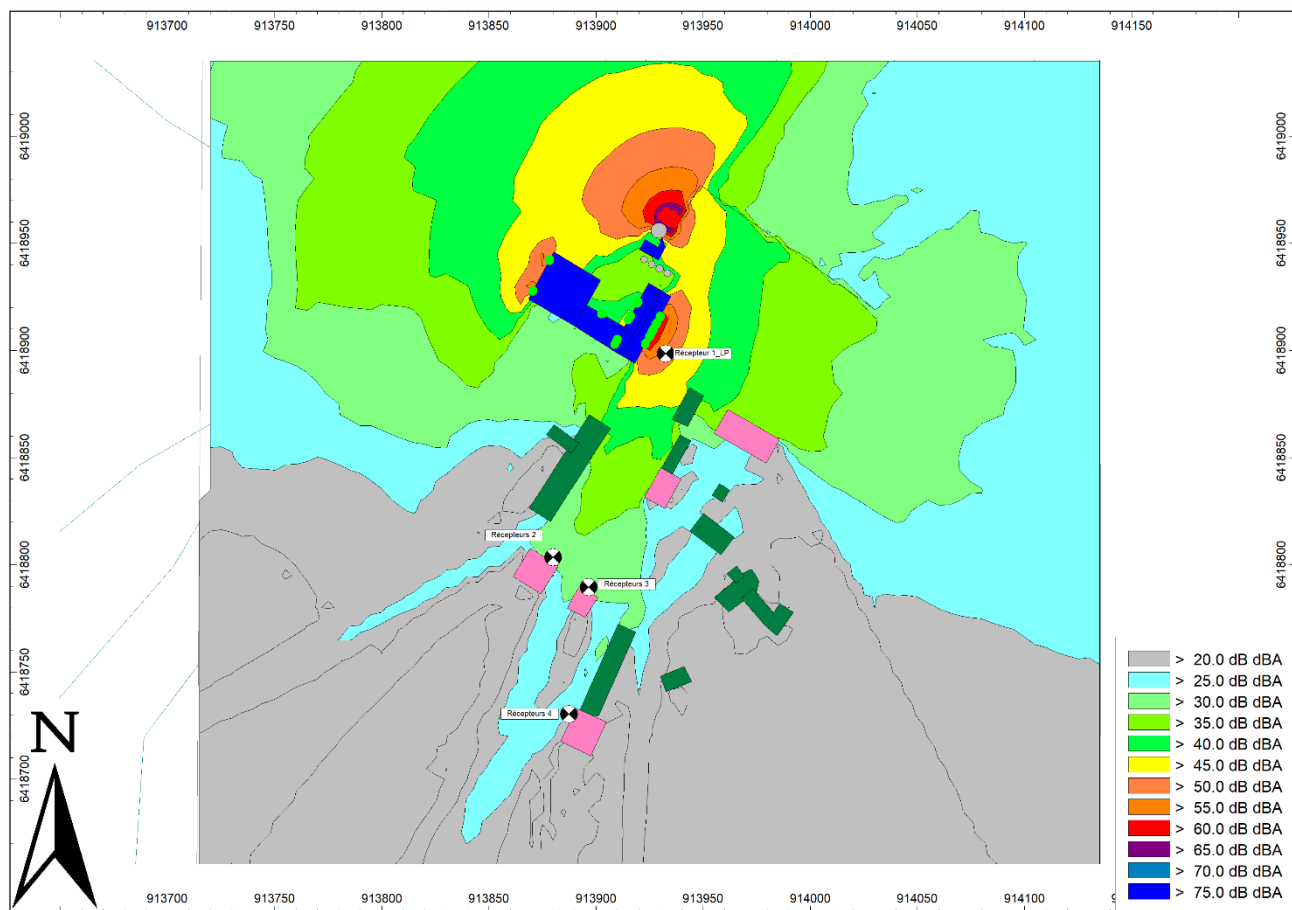 913700 913750 913800 913850 913900 913950 914000 914050 914100 914150
6419000 6419000
6418950 6418950
6418900 6418900
Récepteur 1_LP
6418850 6418850
Récepteurs 2
6418800 6418800
Récepteurs 3
6418750
Récepteurs 4
6418700
N
> 20.0 dB dBA
> 25.0 dB dBA
> 30.0 dB dBA
> 35.0 dB dBA
> 40.0 dB dBA
> 45.0 dB dBA
> 50.0 dB dBA
> 55.0 dB dBA
> 60.0 dB dBA
> 65.0 dB dBA
> 70.0 dB dBA
> 75.0 dB dBA
913700 913750 913800 913850 913900 913950 914000 914050 914100